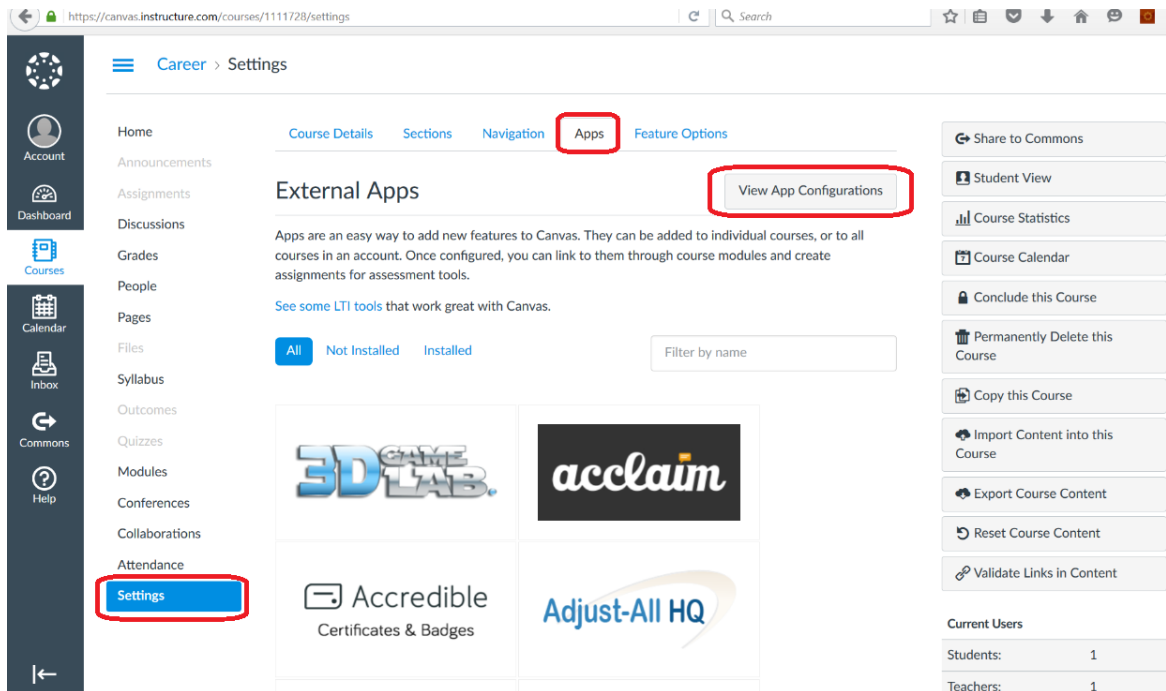 https://canvas.instructure.com/courses/1111728/settings
Search
Career > Settings
Account
Dashboard
Courses
Calendar
Inbox
Commons
Help
Home
Announcements
Assignments
Discussions
Grades
People
Pages
Files
Syllabus
Outcomes
Quizzes
Modules
Conferences
Collaborations
Attendance
Settings
Course Details Sections Navigation Apps Feature Options
External Apps
View App Configurations
Apps are an easy way to add new features to Canvas. They can be added to individual courses, or to all
courses in an account. Once configured, you can link to them through course modules and create
assignments for assessment tools.
See some LTI tools that work great with Canvas.
All Not Installed Installed
Filter by name
3D GAME
LAB.
acclaim
Accredible
Certificates & Badges
Adjust-All HQ
Share to Commons
Student View
Course Statistics
7 Course Calendar
Conclude this Course
Permanently Delete this
Course
Copy this Course
Import Content into this
Course
Export Course Content
Reset Course Content
Validate Links in Content
Current Users
Students: 1
Teachers: 1